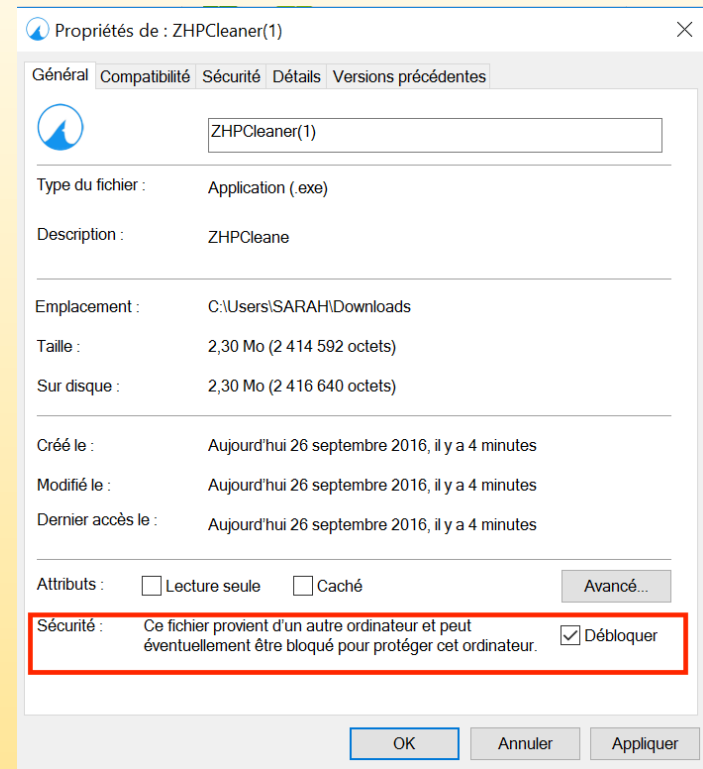 Propriétés de : ZHPCleaner(1)
Général Compatibilité Sécurité Détails Versions précédentes
ZHPCleaner(1)
Type du fichier : Application (.exe)
Description : ZHPCleane
Emplacement : C:\Users\SARAH\Downloads
Taille : 2,30 Mo (2 414 592 octets)
Sur disque : 2,30 Mo (2 416 640 octets)
Créé le : Aujourd'hui 26 septembre 2016, il y a 4 minutes
Modifié le : Aujourd'hui 26 septembre 2016, il y a 4 minutes
Dernier accès le : Aujourd'hui 26 septembre 2016, il y a 4 minutes
Attributs : Lecture seule Caché Avancé...
Sécurité : Ce fichier provient d'un autre ordinateur et peut
éventuellement être bloqué pour protéger cet ordinateur. Débloquer
OK Annuler Appliquer